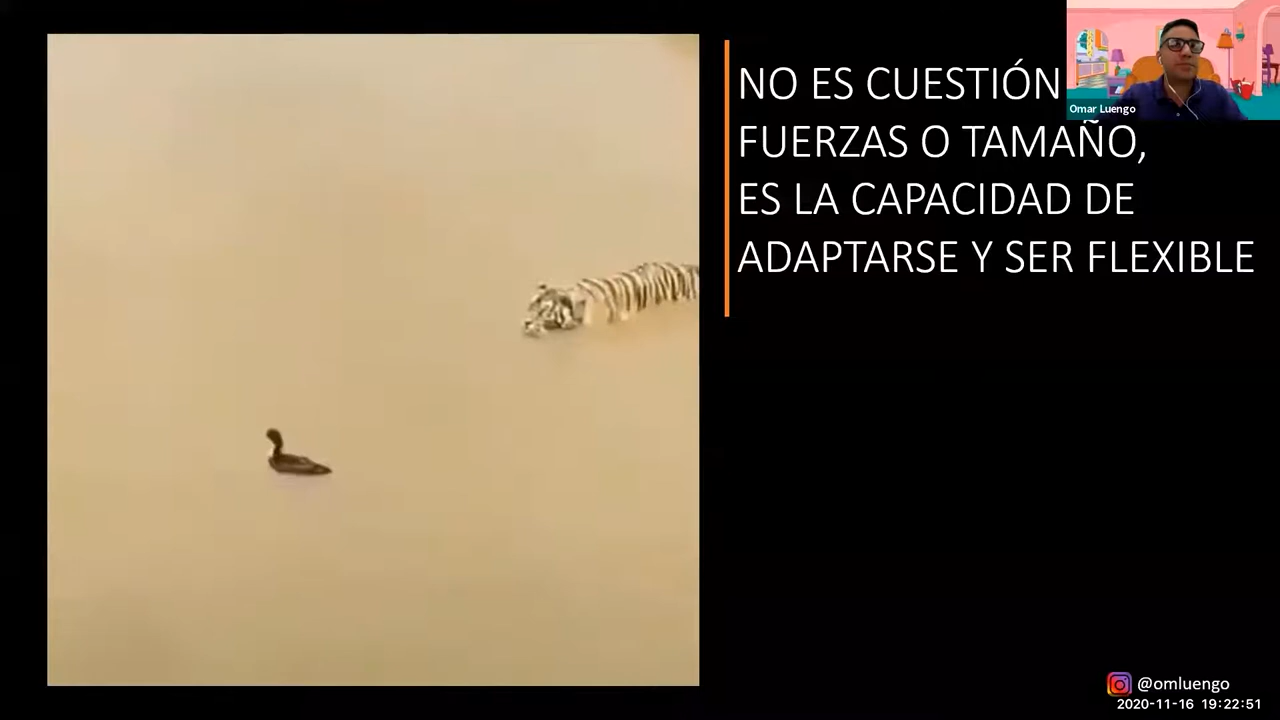 NO ES CUESTIÓN
FUERZAS O TAMAÑO,
ES LA CAPACIDAD DE
ADAPTARSE Y SER FLEXIBLE
Omar Luengo
@omluengo
2020-11-16 19:22:51